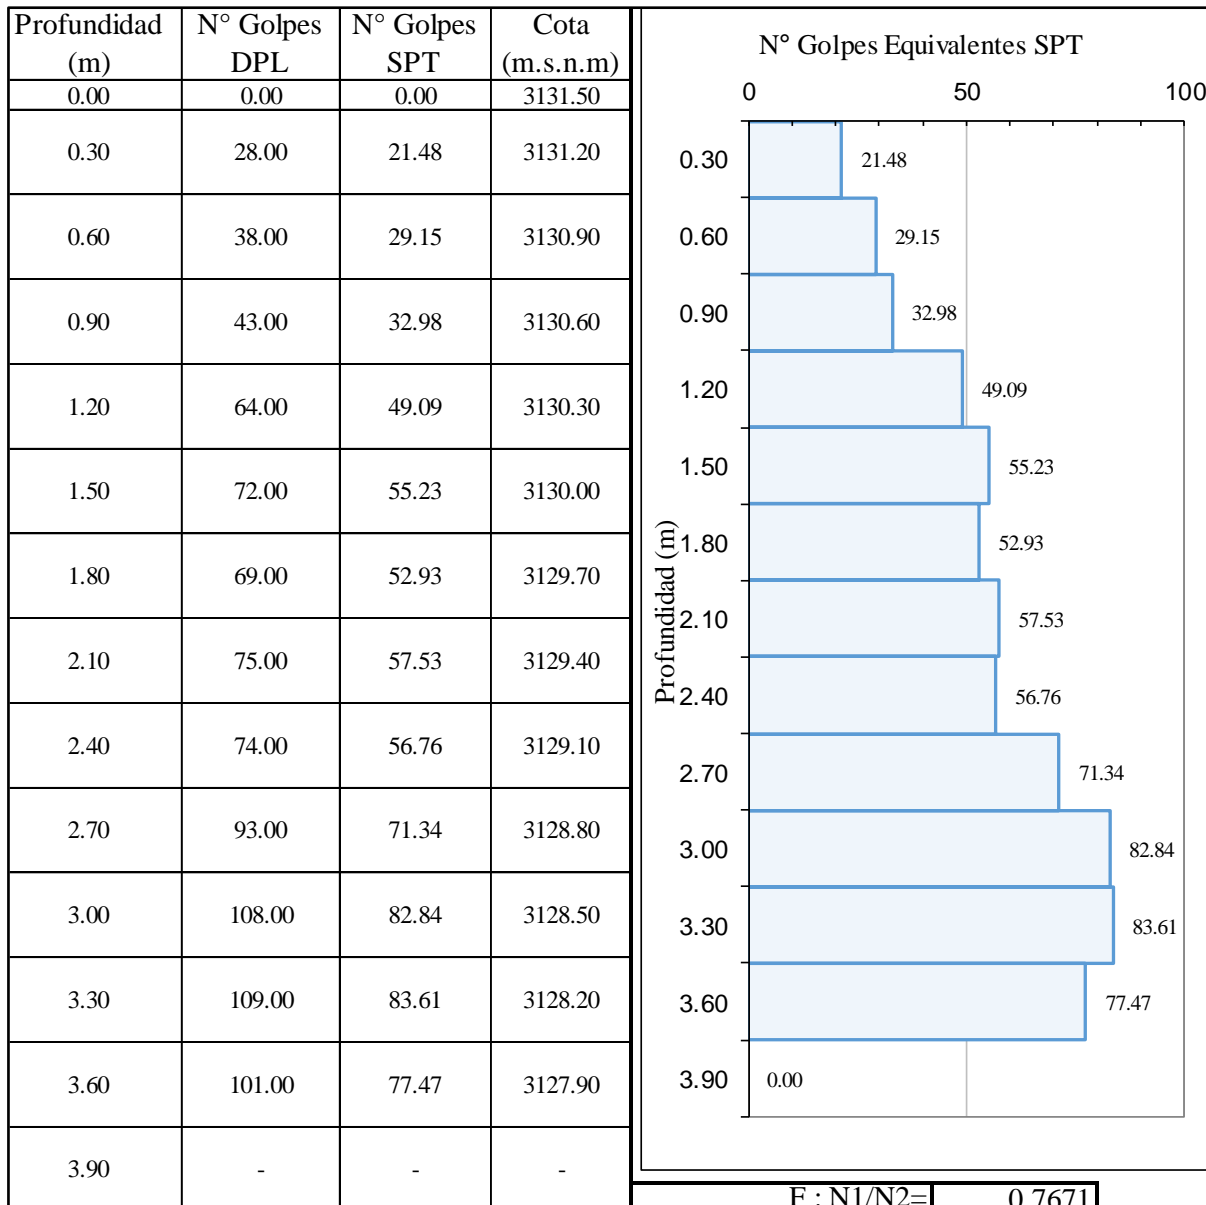 Profundidad (m) N° Golpes DPL N° Golpes SPT Cota (m.s.n.m)
0.00 0.00 0.00 3131.50
0.30 28.00 21.48 3131.20
0.60 38.00 29.15 3130.90
0.90 43.00 32.98 3130.60
1.20 64.00 49.09 3130.30
1.50 72.00 55.23 3130.00
1.80 69.00 52.93 3129.70
2.10 75.00 57.53 3129.40
2.40 74.00 56.76 3129.10
2.70 93.00 71.34 3128.80
3.00 108.00 82.84 3128.50
3.30 109.00 83.61 3128.20
3.60 101.00 77.47 3127.90
3.90 - - -
N° Golpes Equivalentes SPT
0 50 100
Profundidad (m)
0.30 21.48
0.60 29.15
0.90 32.98
1.20 49.09
1.50 55.23
1.80 52.93
2.10 57.53
2.40 56.76
2.70 71.34
3.00 82.84
3.30 83.61
3.60 77.47
3.90 0.00
F : N1/N2= 0.7671